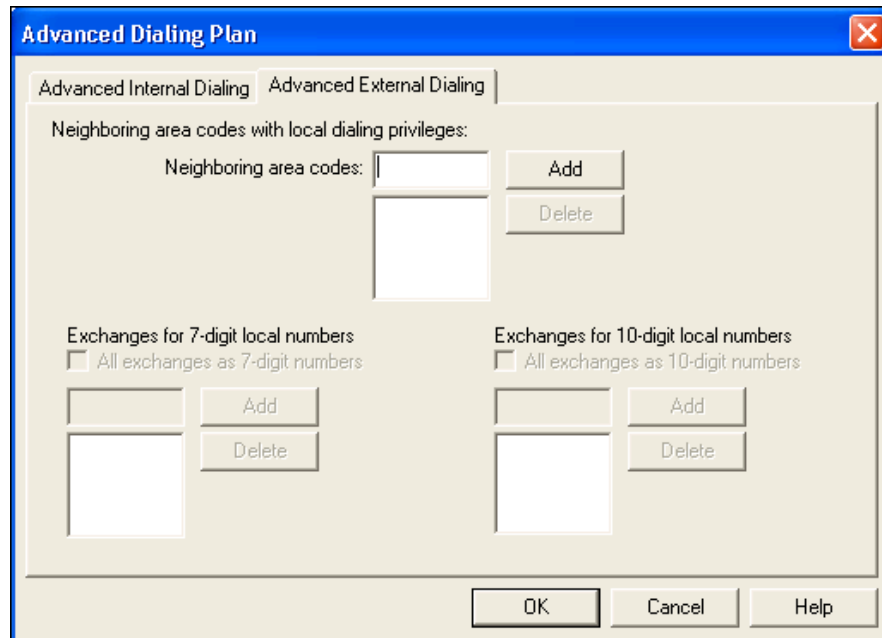 Advanced Dialing Plan
Advanced Internal Dialing
Advanced External Dialing
Neighboring area codes with local dialing privileges:
Neighboring area codes:
Add
Delete
Exchanges for 7-digit local numbers
All exchanges as 7-digit numbers
Add
Delete
Exchanges for 10-digit local numbers
All exchanges as 10-digit numbers
Add
Delete
OK
Cancel
Help